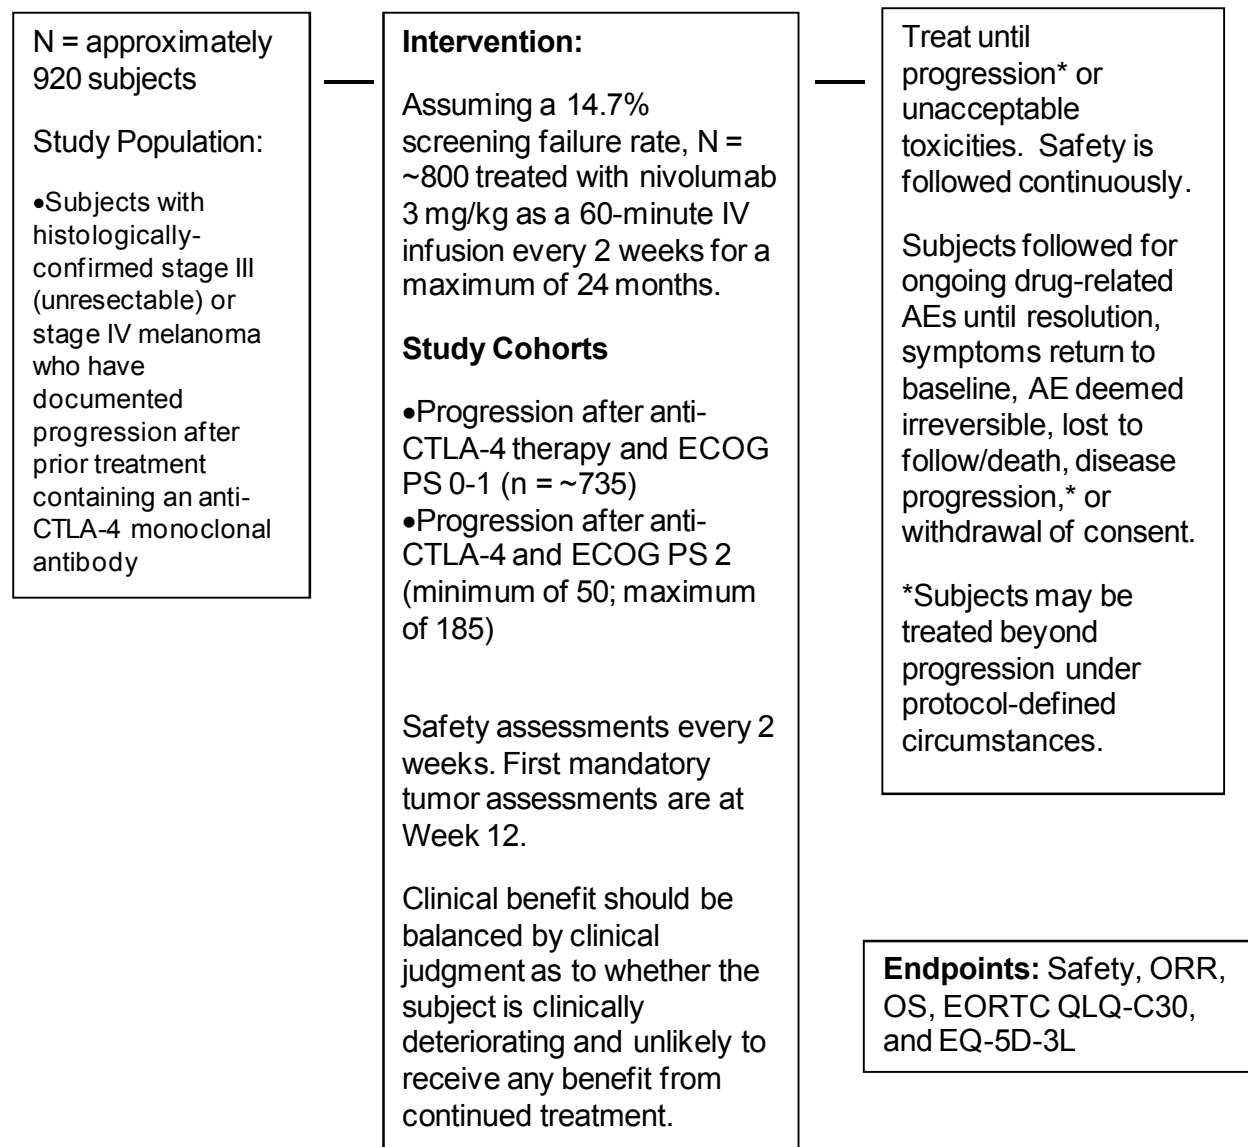 N = approximately
920 subjects
Study Population:
•Subjects with
histologically-
confirmed stage III
(unresectable) or
stage IV melanoma
who have
documented
progression after
prior treatment
containing an anti-
CTLA-4 monoclonal
antibody
Intervention:
Assuming a 14.7%
screening failure rate, N =
~800 treated with nivolumab
3 mg/kg as a 60-minute IV
infusion every 2 weeks for a
maximum of 24 months.
Study Cohorts
•Progression after anti-
CTLA-4 therapy and ECOG
PS 0-1 (n = ~735)
•Progression after anti-
CTLA-4 and ECOG PS 2
(minimum of 50; maximum
of 185)
Safety assessments every 2
weeks. First mandatory
tumor assessments are at
Week 12.
Clinical benefit should be
balanced by clinical
judgment as to whether the
subject is clinically
deteriorating and unlikely to
receive any benefit from
continued treatment.
Treat until
progression* or
unacceptable
toxicities. Safety is
followed continuously.
Subjects followed for
ongoing drug-related
AEs until resolution,
symptoms return to
baseline, AE deemed
irreversible, lost to
follow/death, disease
progression,* or
withdrawal of consent.
*Subjects may be
treated beyond
progression under
protocol-defined
circumstances.
Endpoints: Safety, ORR,
OS, EORTC QLQ-C30,
and EQ-5D-3L